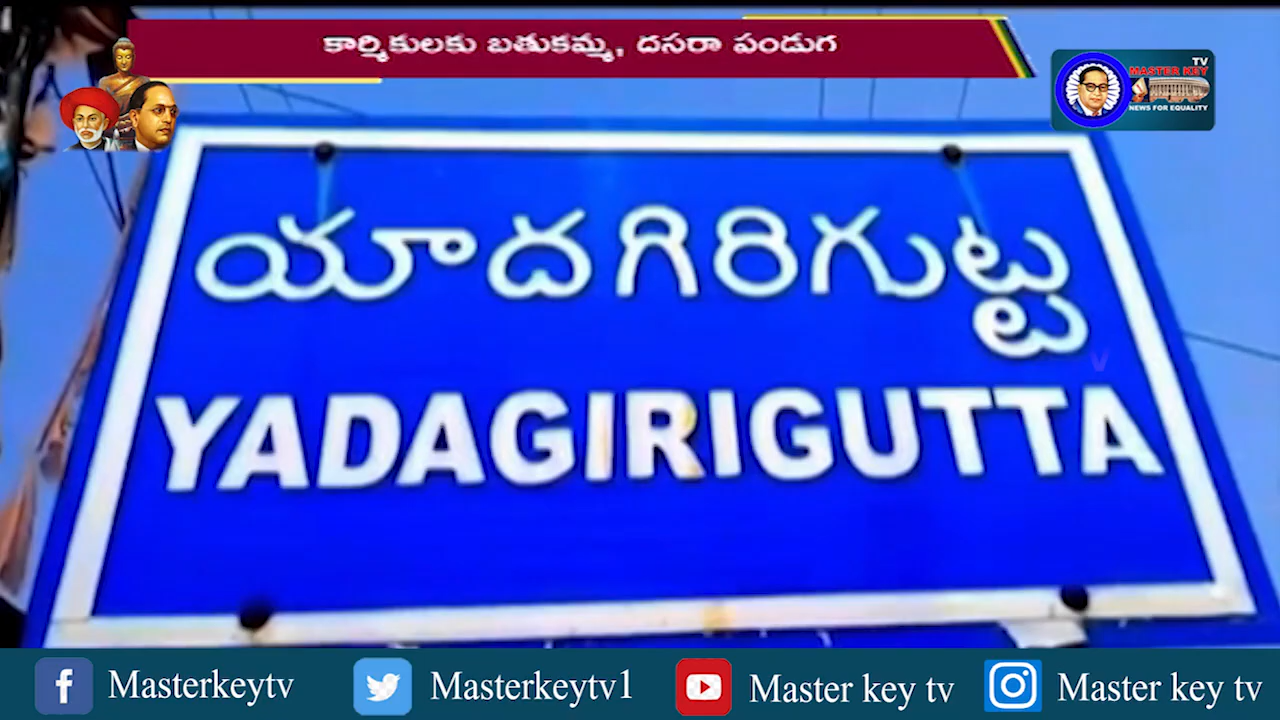 కార్మికులకు బతుకమ్మ, దసరా పండుగ
TV
MASTER KEY
NEWS FOR EQUALITY
యాదగిరిగుట్ట
YADAGIRIGUTTA
Masterkeytv
Masterkeytv1
Master key tv
Master key tv